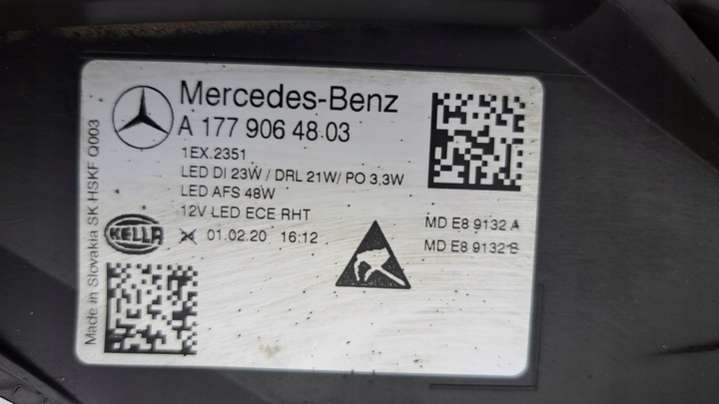 Mercedes-Benz
A 177 906 48 03
1EX.2351
LED DI 23W / DRL 21W/ PO 3,3W
LED AFS 48W
12V LED ECE RHT
01.02.20 16:12
HELLA
MD E8 9132 A
MD E8 9132 B
Made in Slovakia SK HSKF Q003